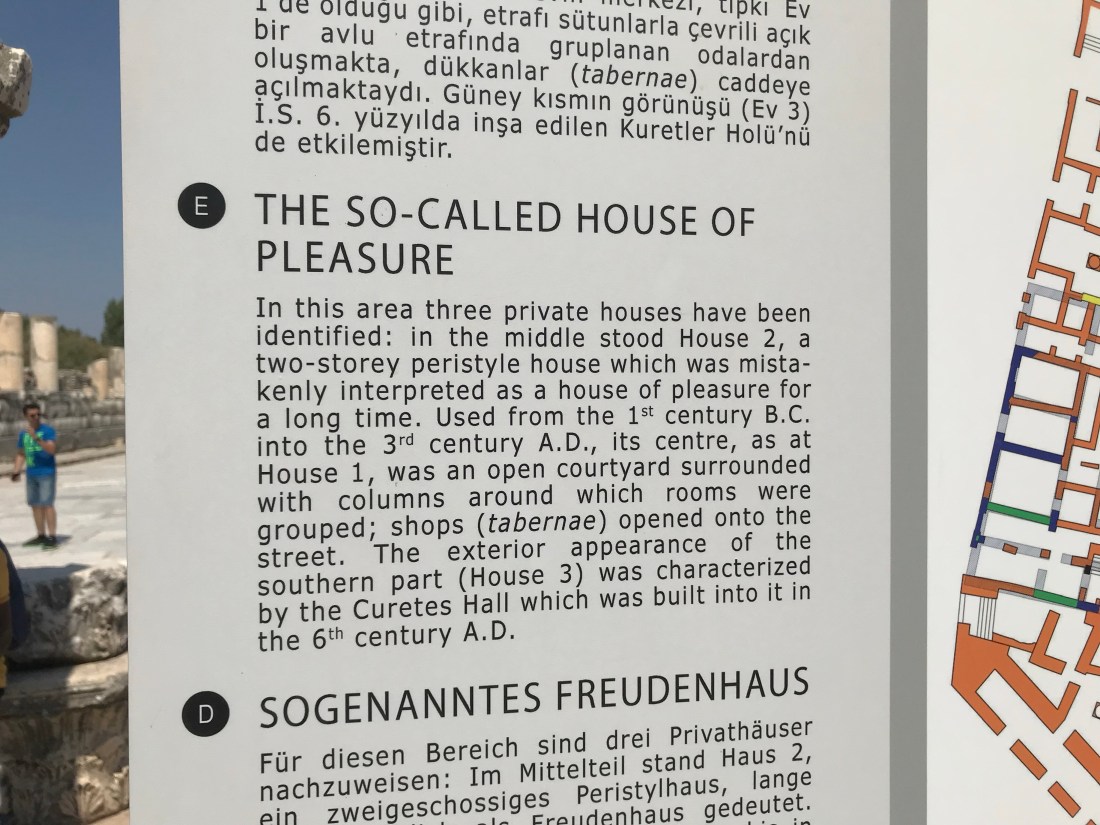 merkezi, tıpkı Ev
1'de olduğu gibi, etrafı sütunlarla çevrili açık
bir avlu etrafında gruplanan odalardan
oluşmakta, dükkanlar (tabernae) caddeye
açılmaktaydı. Güney kısmın görünüşü (Ev 3)
İ.S. 6. yüzyılda inşa edilen Kuretler Holü'nü
de etkilemiştir.
E
THE SO-CALLED HOUSE OF
PLEASURE
In this area three private houses have been
identified: in the middle stood House 2, a
two-storey peristyle house which was mista-
kenly interpreted as a house of pleasure for
a long time. Used from the 1st century B.C.
into the 3rd century A.D., its centre, as at
House 1, was an open courtyard surrounded
with columns around which rooms were
grouped; shops (tabernae) opened onto the
street. The exterior appearance of the
southern part (House 3) was characterized
by the Curetes Hall which was built into it in
the 6th century A.D.
D
SOGENANNTES FREUDENHAUS
Für diesen Bereich sind drei Privathäuser
nachzuweisen: Im Mittelteil stand Haus 2,
ein zweigeschossiges Peristylhaus, lange
als Freudenhaus gedeutet.